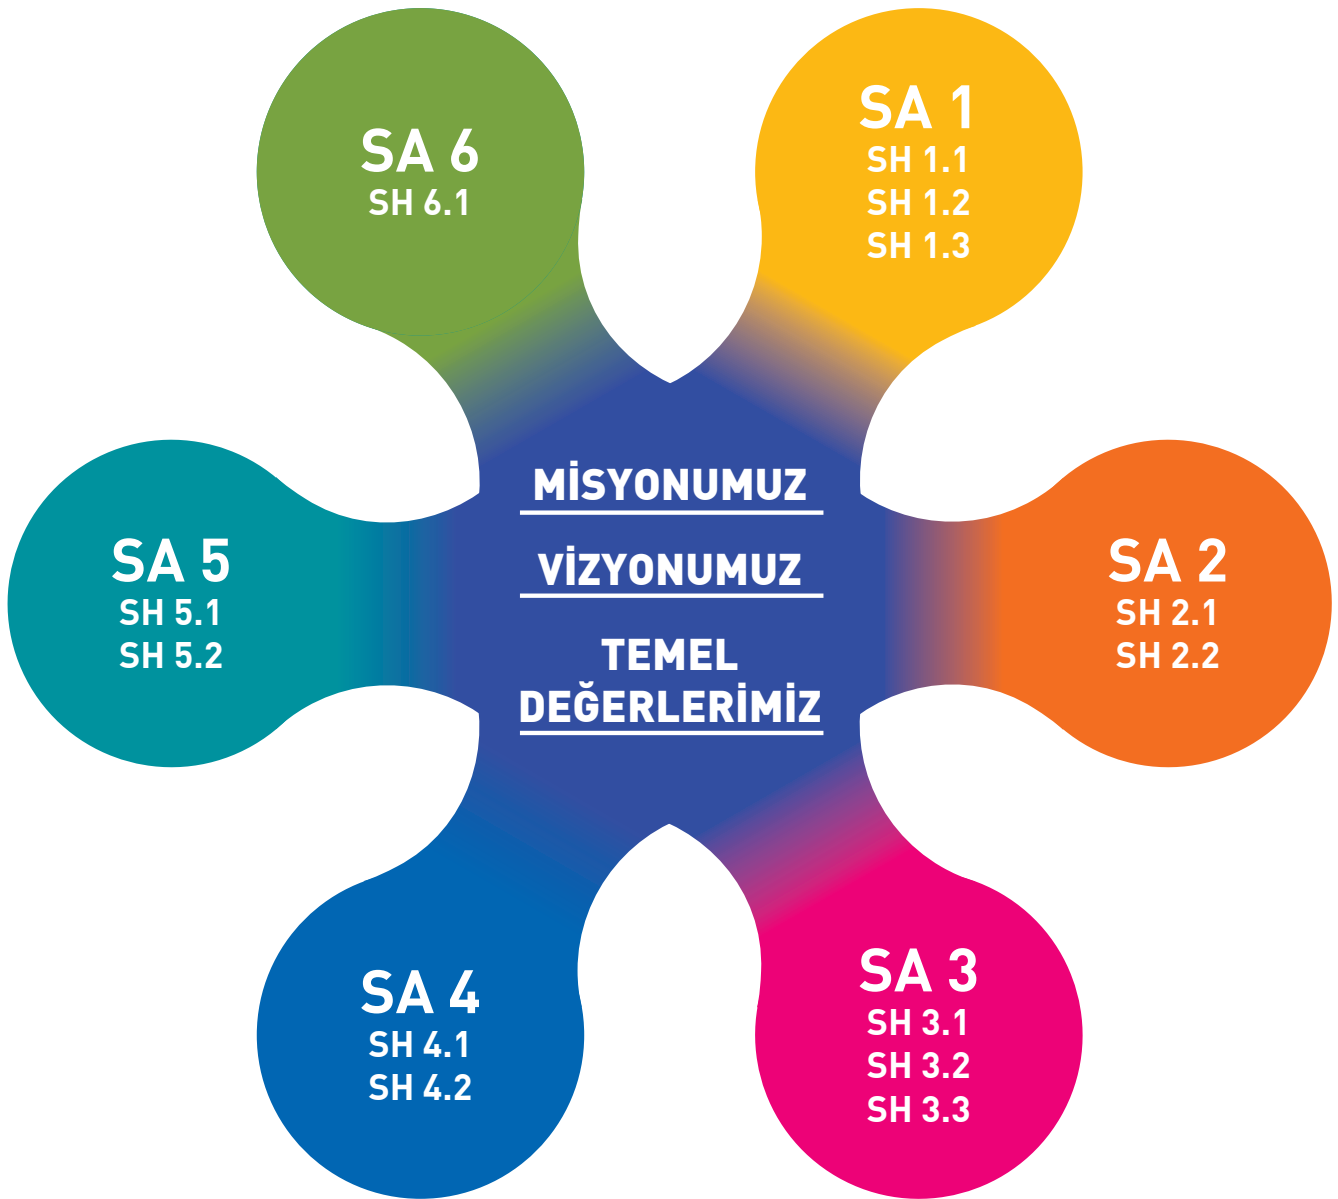 SA 6
SH 6.1
SA 1
SH 1.1
SH 1.2
SH 1.3
MİSYONUMUZ
VİZYONUMUZ
TEMEL
DEĞERLERİMİZ
SA 5
SH 5.1
SH 5.2
SA 2
SH 2.1
SH 2.2
SA 4
SH 4.1
SH 4.2
SA 3
SH 3.1
SH 3.2
SH 3.3